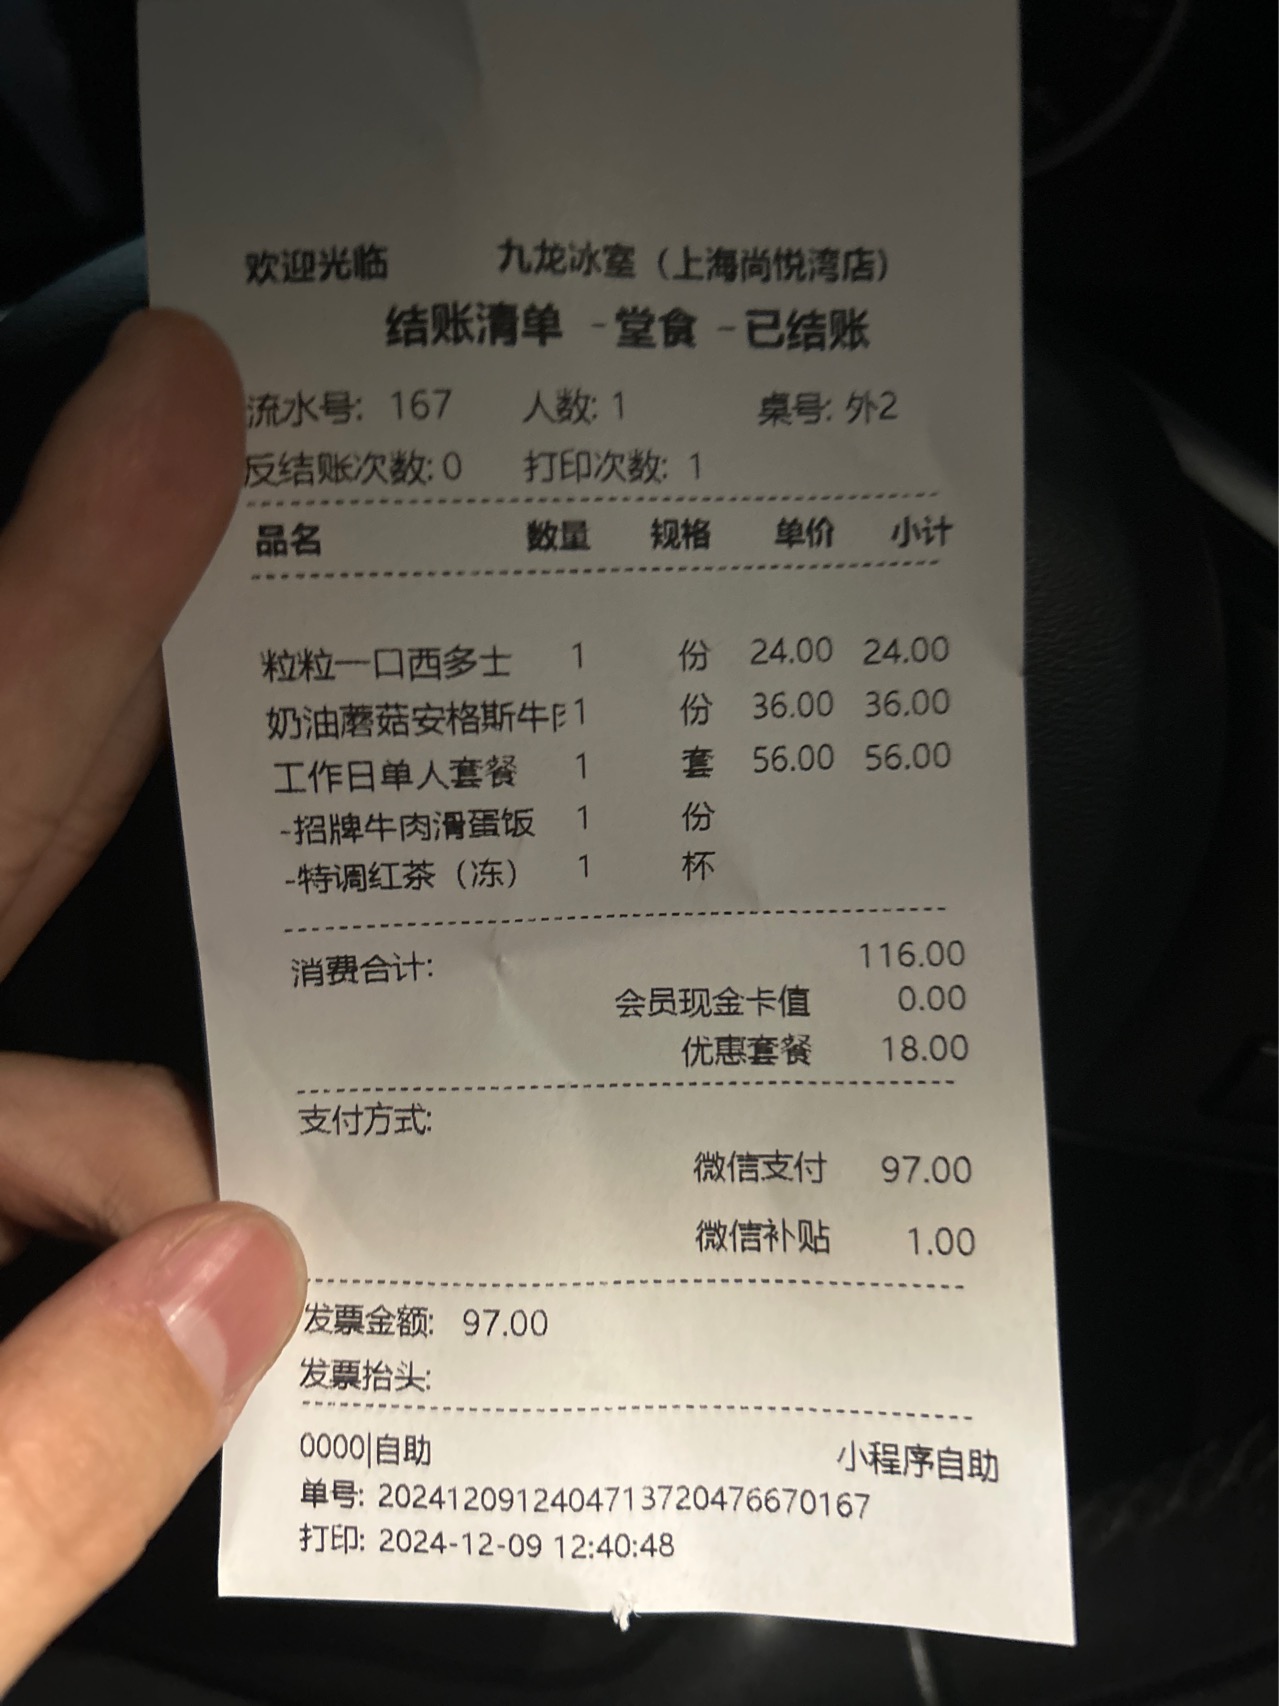 欢迎光临 九龙冰室（上海尚悦湾店）
结账清单 -堂食 -已结账
流水号: 167 人数: 1 桌号: 外2
反结账次数: 0 打印次数: 1
品名 数量 规格 单价 小计
粒粒一口西多士 1 份 24.00 24.00
奶油蘑菇安格斯牛 1 份 36.00 36.00
工作日单人套餐 1 套 56.00 56.00
-招牌牛肉滑蛋饭 1 份
-特调红茶（冻） 1 杯
消费合计: 116.00
会员现金卡值 0.00
优惠套餐 18.00
支付方式:
微信支付 97.00
微信补贴 1.00
发票金额: 97.00
发票抬头:
0000|自助 小程序自助
单号: 20241209124047137204766​70167
打印: 2024-12-09 12:40:48